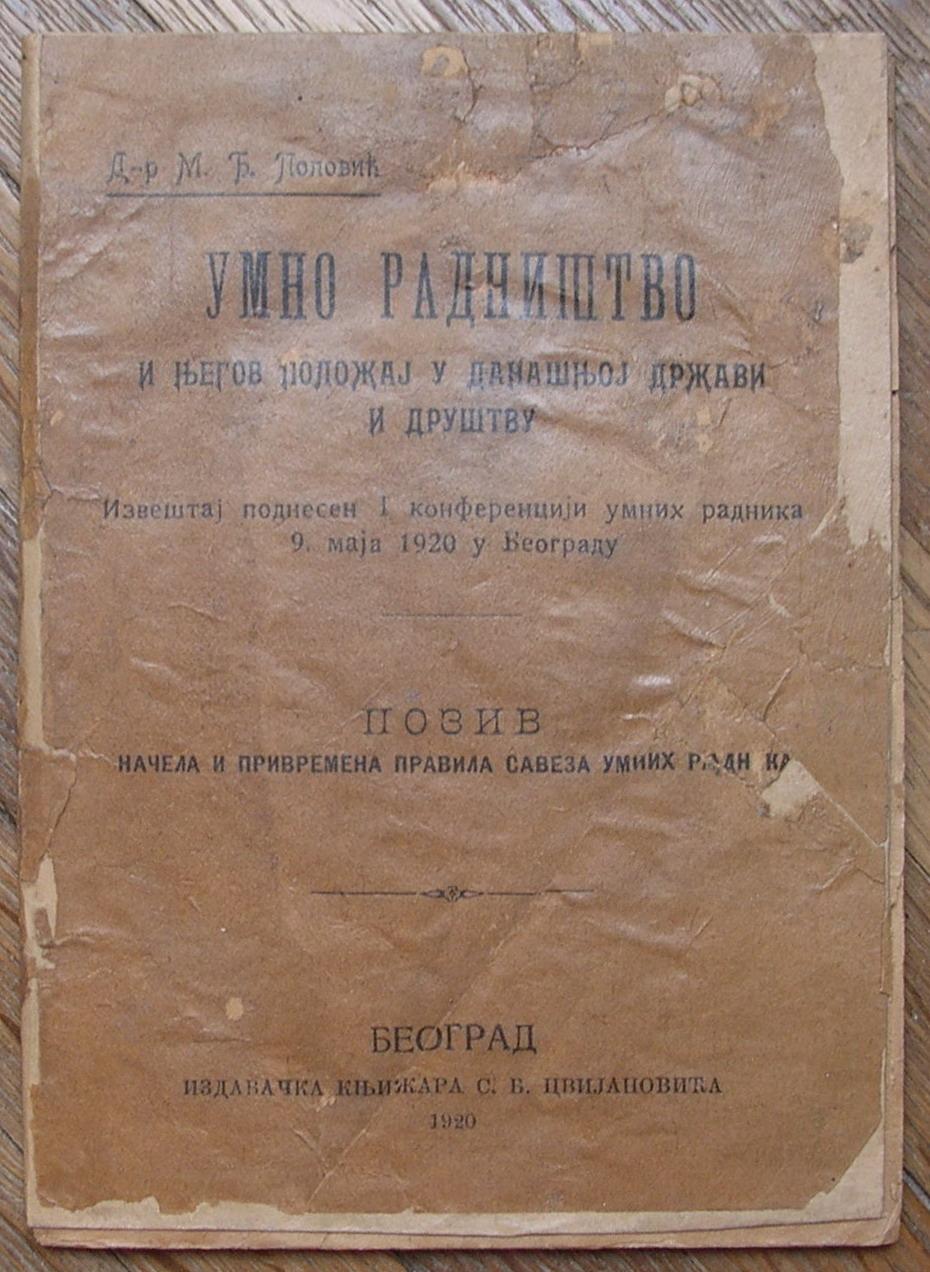 Д-р М. Ђ. Поповић
УМНО РАДНИШТВО
И ЊЕГОВ ПОЛОЖАЈ У ДАНАШЊОЈ ДРЖАВИ
И ДРУШТВУ
Извештај поднесен I конференцији умних радника
9. маја 1920 у Београду
ПОЗИВ
НАЧЕЛА И ПРИВРЕМЕНА ПРАВИЛА САВЕЗА УМНИХ
БЕОГРАД
ИЗДАВАЧКА КЊИЖАРА С. Б. ЦВИЈАНОВИЋА
1920